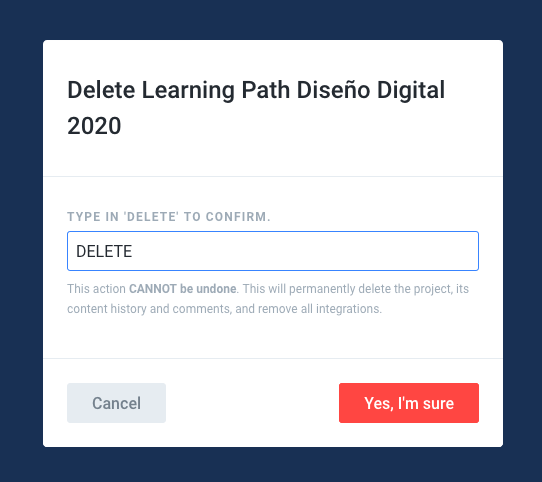 Delete Learning Path Diseño Digital
2020
TYPE IN 'DELETE' TO CONFIRM.
DELETE
This action CANNOT be undone. This will permanently delete the project, its
content history and comments, and remove all integrations.
Cancel
Yes, I'm sure